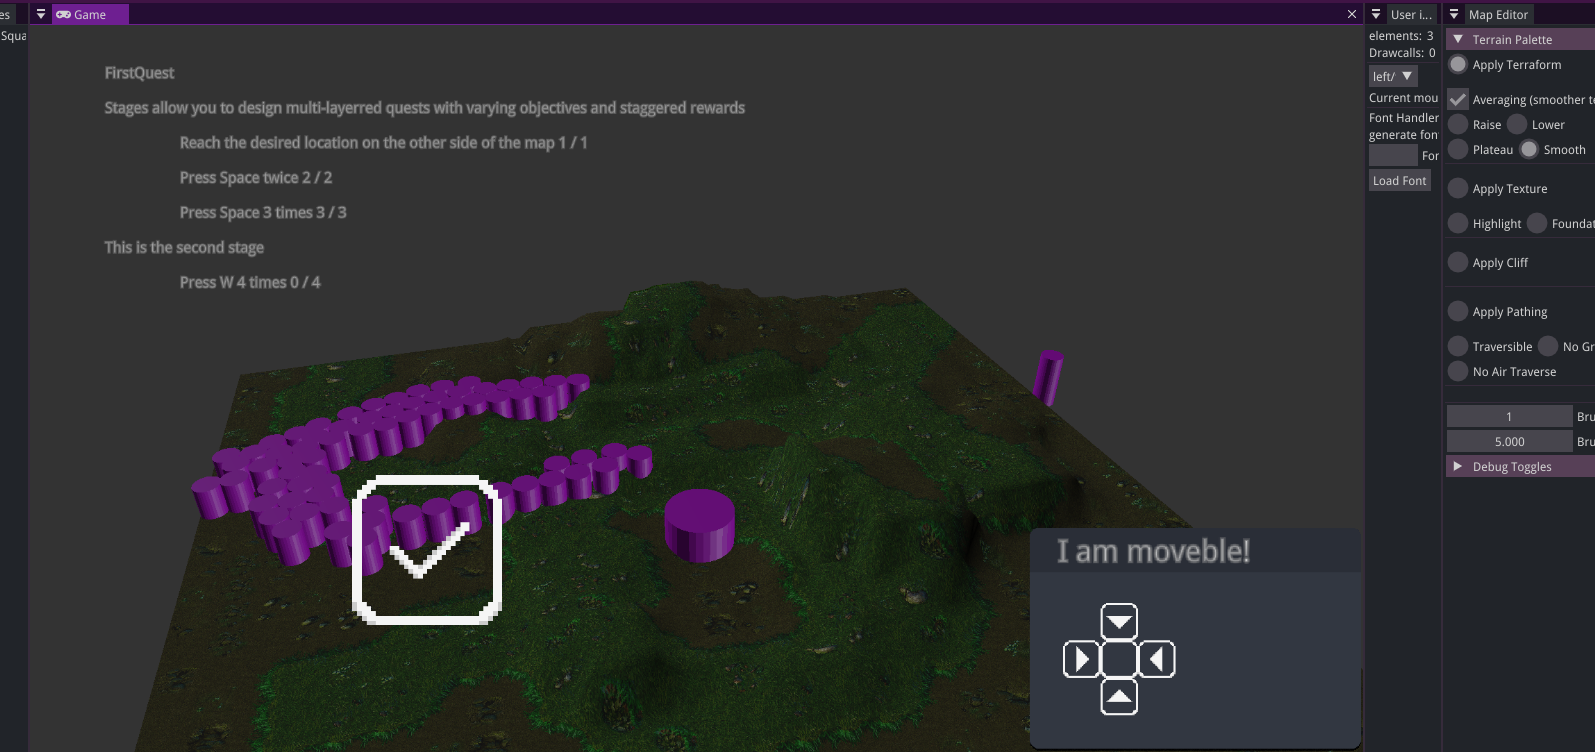 Game
User i...
Map Editor
Squa
FirstQuest
Stages allow you to design multi-layerred quests with varying objectives and staggered rewards
Reach the desired location on the other side of the map 1 / 1
Press Space twice 2 / 2
Press Space 3 times 3 / 3
This is the second stage
Press W 4 times 0 / 4
I am moveble!
elements: 3
Drawcalls: 0
left/
Current mou
Font Handler
generate fon
For
Load Font
Terrain Palette
Apply Terraform
Averaging (smoother te
Raise Lower
Plateau Smooth
Apply Texture
Highlight Foundat
Apply Cliff
Apply Pathing
Traversible No Gr
No Air Traverse
1 Bru
5.000 Bru
Debug Toggles